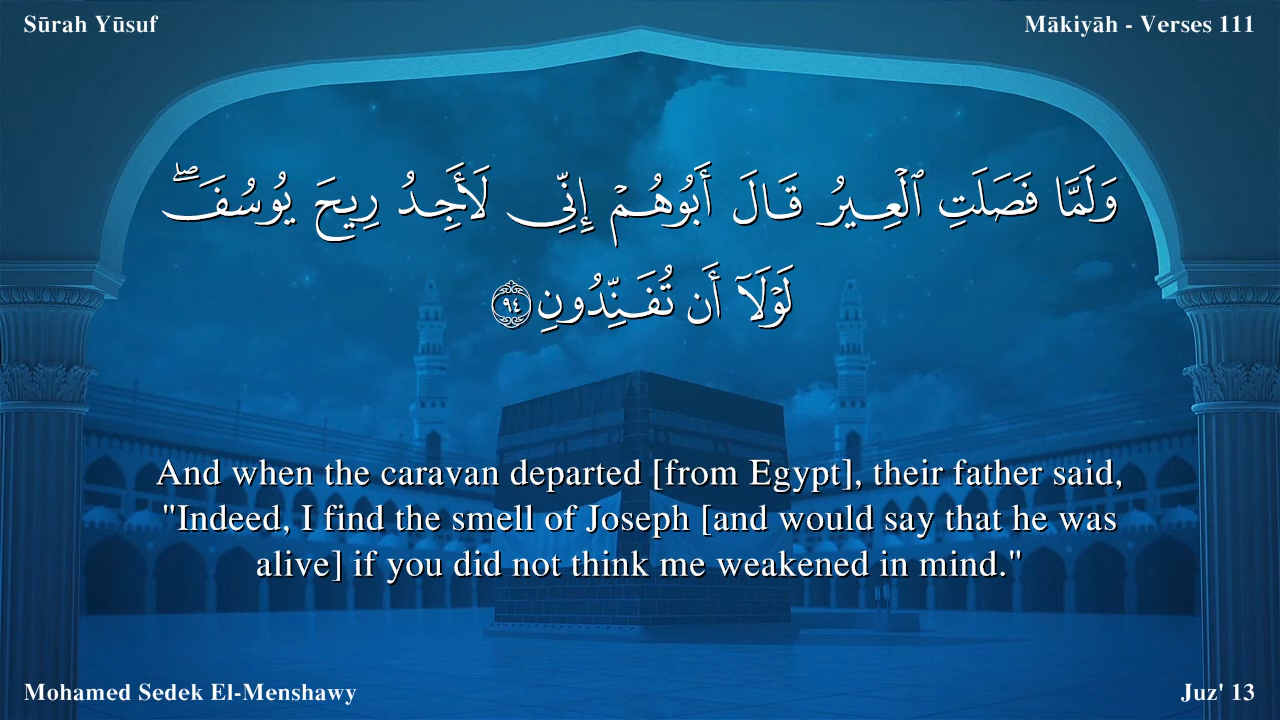 Sūrah Yūsuf
Mākiyāh - Verses 111
وَلَمَّا فَصَلَتِ ٱلْعِيرُ قَالَ أَبُوهُمْ إِنِّى لَأَجِدُ رِيحَ يُوسُفَ ۖ
لَوْلَآ أَن تُفَنِّدُونِ ٩٤
And when the caravan departed [from Egypt], their father said,
"Indeed, I find the smell of Joseph [and would say that he was
alive] if you did not think me weakened in mind."
Mohamed Sedek El-Menshawy
Juz' 13